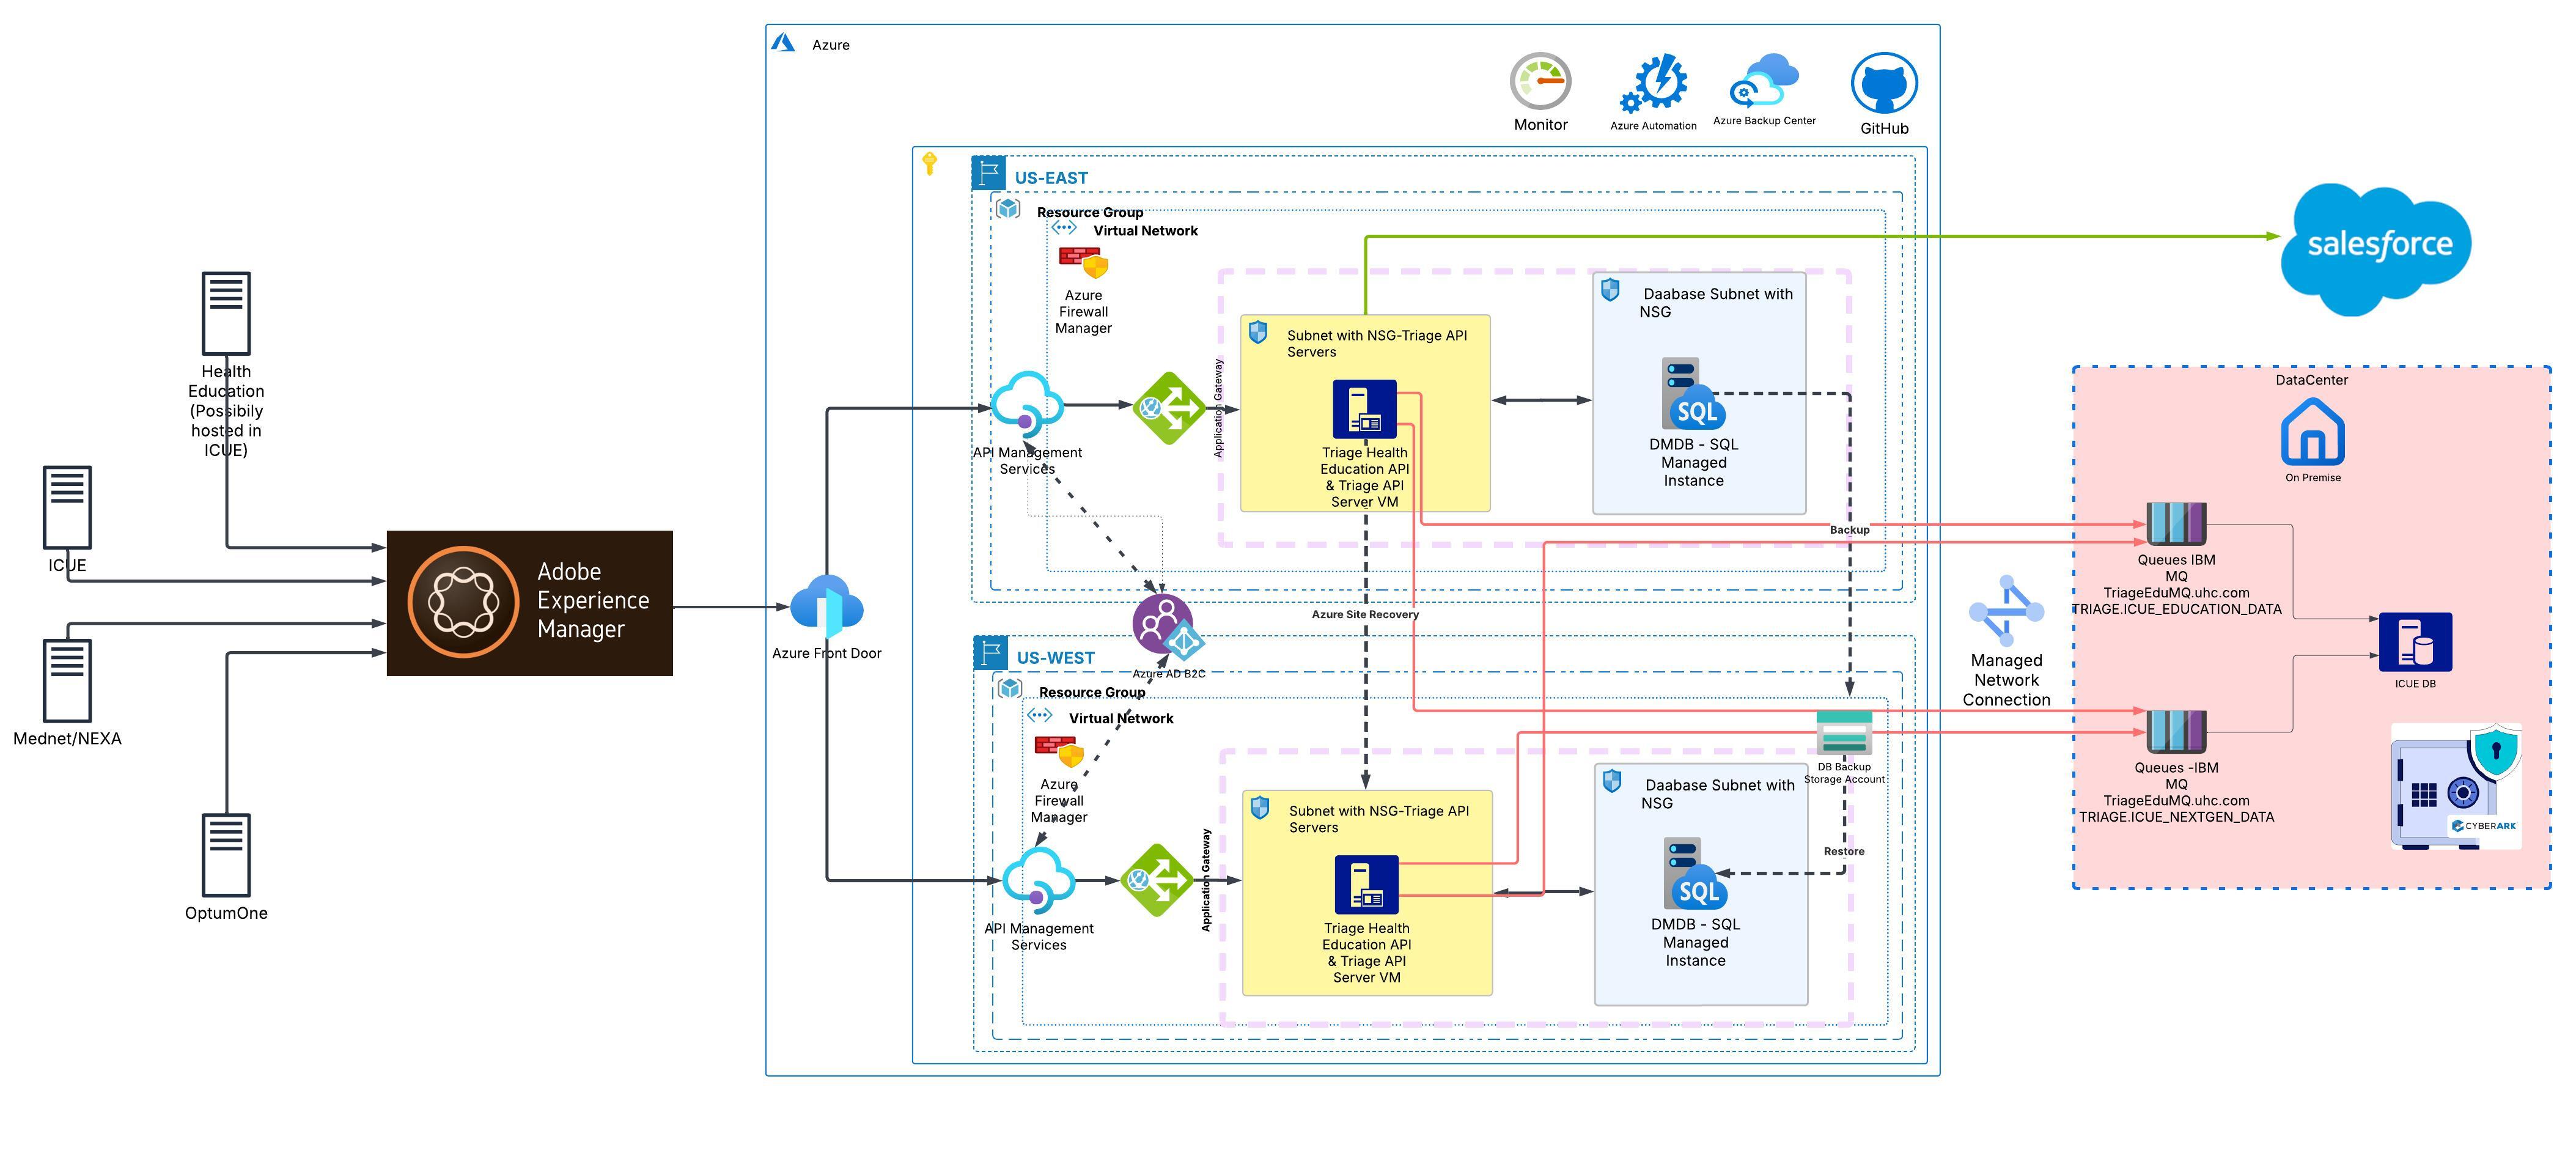 Azure
Monitor
Azure Automation
Azure Backup Center
GitHub
US-EAST
Resource Group
Virtual Network
Azure
Firewall
Manager
API Management
Services
Application Gateway
Subnet with NSG-Triage API
Servers
Triage Health
Education API
& Triage API
Server VM
Daabase Subnet with
NSG
SQL
DMDB - SQL
Managed
Instance
Backup
Azure Site Recovery
Azure AD B2C
Health
Education
(Possibily
hosted in
ICUE)
ICUE
Mednet/NEXA
OptumOne
Adobe
Experience
Manager
Azure Front Door
US-WEST
Resource Group
Virtual Network
Azure
Firewall
Manager
API Management
Services
Application Gateway
Subnet with NSG-Triage API
Servers
Triage Health
Education API
& Triage API
Server VM
Daabase Subnet with
NSG
SQL
DMDB - SQL
Managed
Instance
DB Backup
Storage Account
Restore
salesforce
Managed
Network
Connection
DataCenter
On Premise
Queues IBM
MQ
TriageEduMQ.uhc.com
TRIAGE.ICUE_EDUCATION_DATA
ICUE DB
Queues -IBM
MQ
TriageEduMQ.uhc.com
TRIAGE.ICUE_NEXTGEN_DATA
CYBERARK